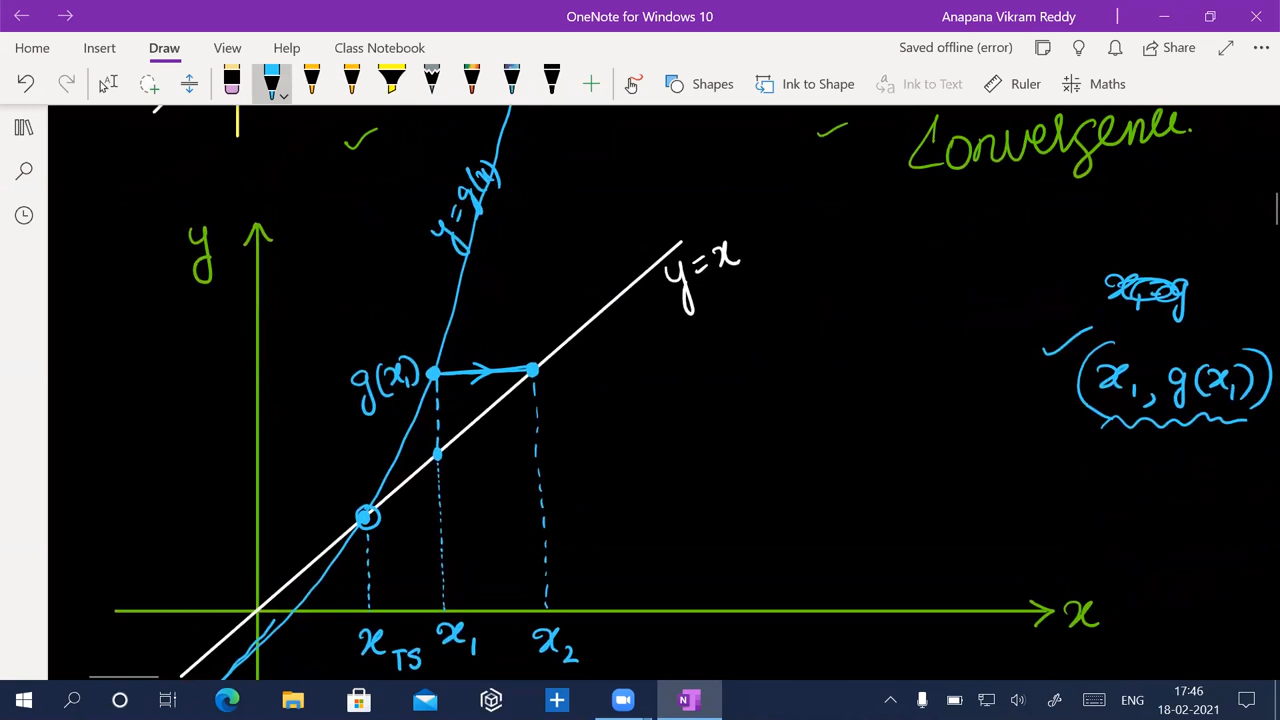 OneNote for Windows 10
Anapana Vikram Reddy
Home Insert Draw View Help Class Notebook
Saved offline (error) Share
Shapes Ink to Shape Ink to Text Ruler Maths
Convergence.
y
y=g(x)
y=x
g(x₁)
(x₁, g(x₁))
x
x_TS x₁ x₂
ENG
17:46
18-02-2021